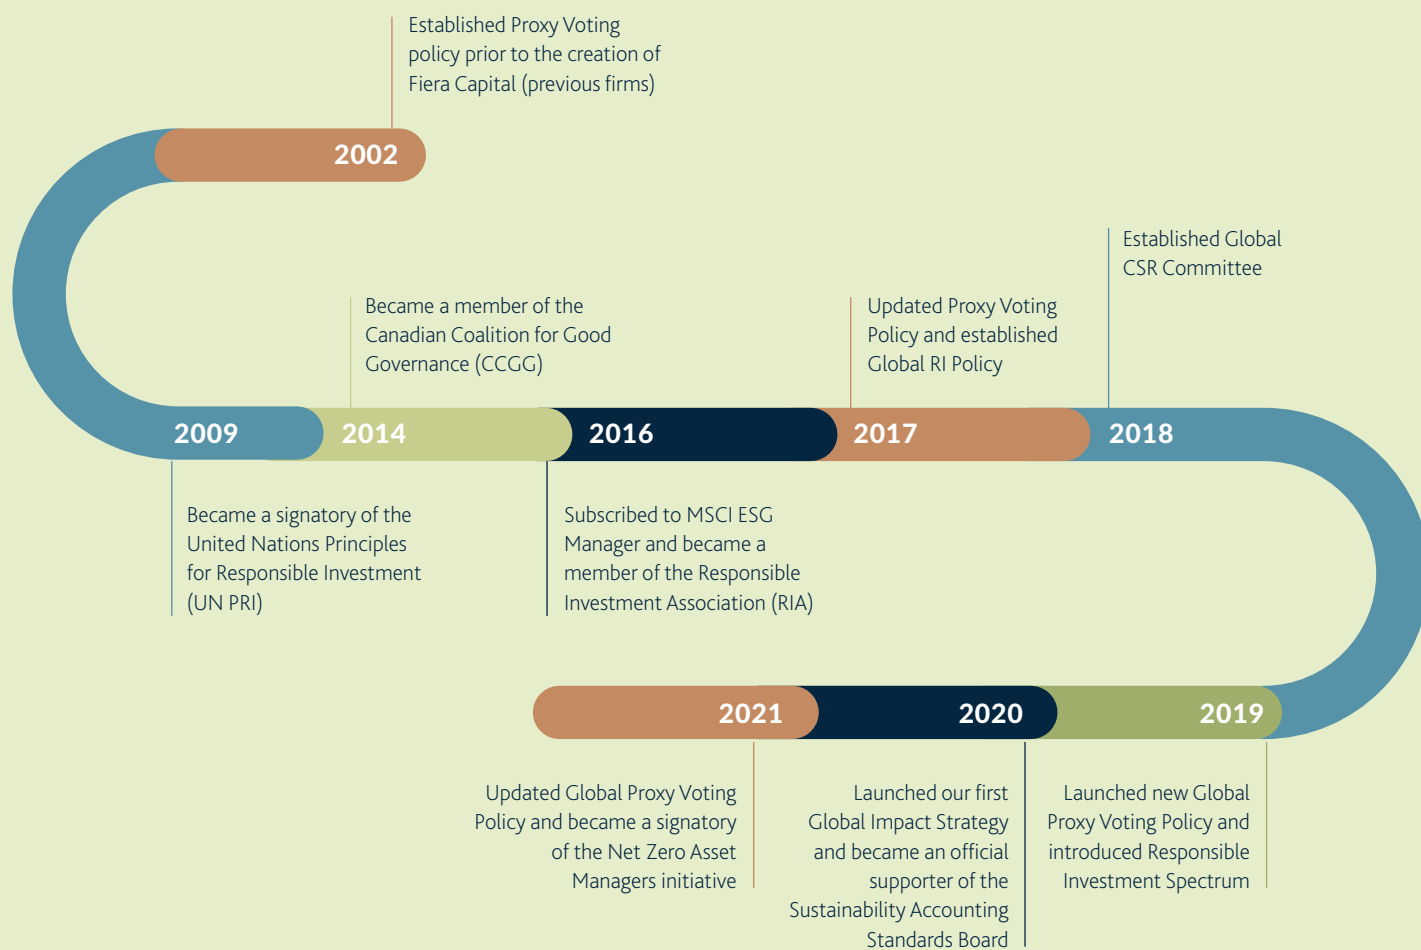 Established Proxy Voting
policy prior to the creation of
Fiera Capital (previous firms)
2002
2009
Became a signatory of the
United Nations Principles
for Responsible Investment
(UN PRI)
Became a member of the
Canadian Coalition for Good
Governance (CCGG)
2014
2016
Subscribed to MSCI ESG
Manager and became a
member of the Responsible
Investment Association (RIA)
Updated Proxy Voting
Policy and established
Global RI Policy
2017
Established Global
CSR Committee
2018
2019
Launched new Global
Proxy Voting Policy and
introduced Responsible
Investment Spectrum
2020
Launched our first
Global Impact Strategy
and became an official
supporter of the
Sustainability Accounting
Standards Board
2021
Updated Global Proxy Voting
Policy and became a signatory
of the Net Zero Asset
Managers initiative